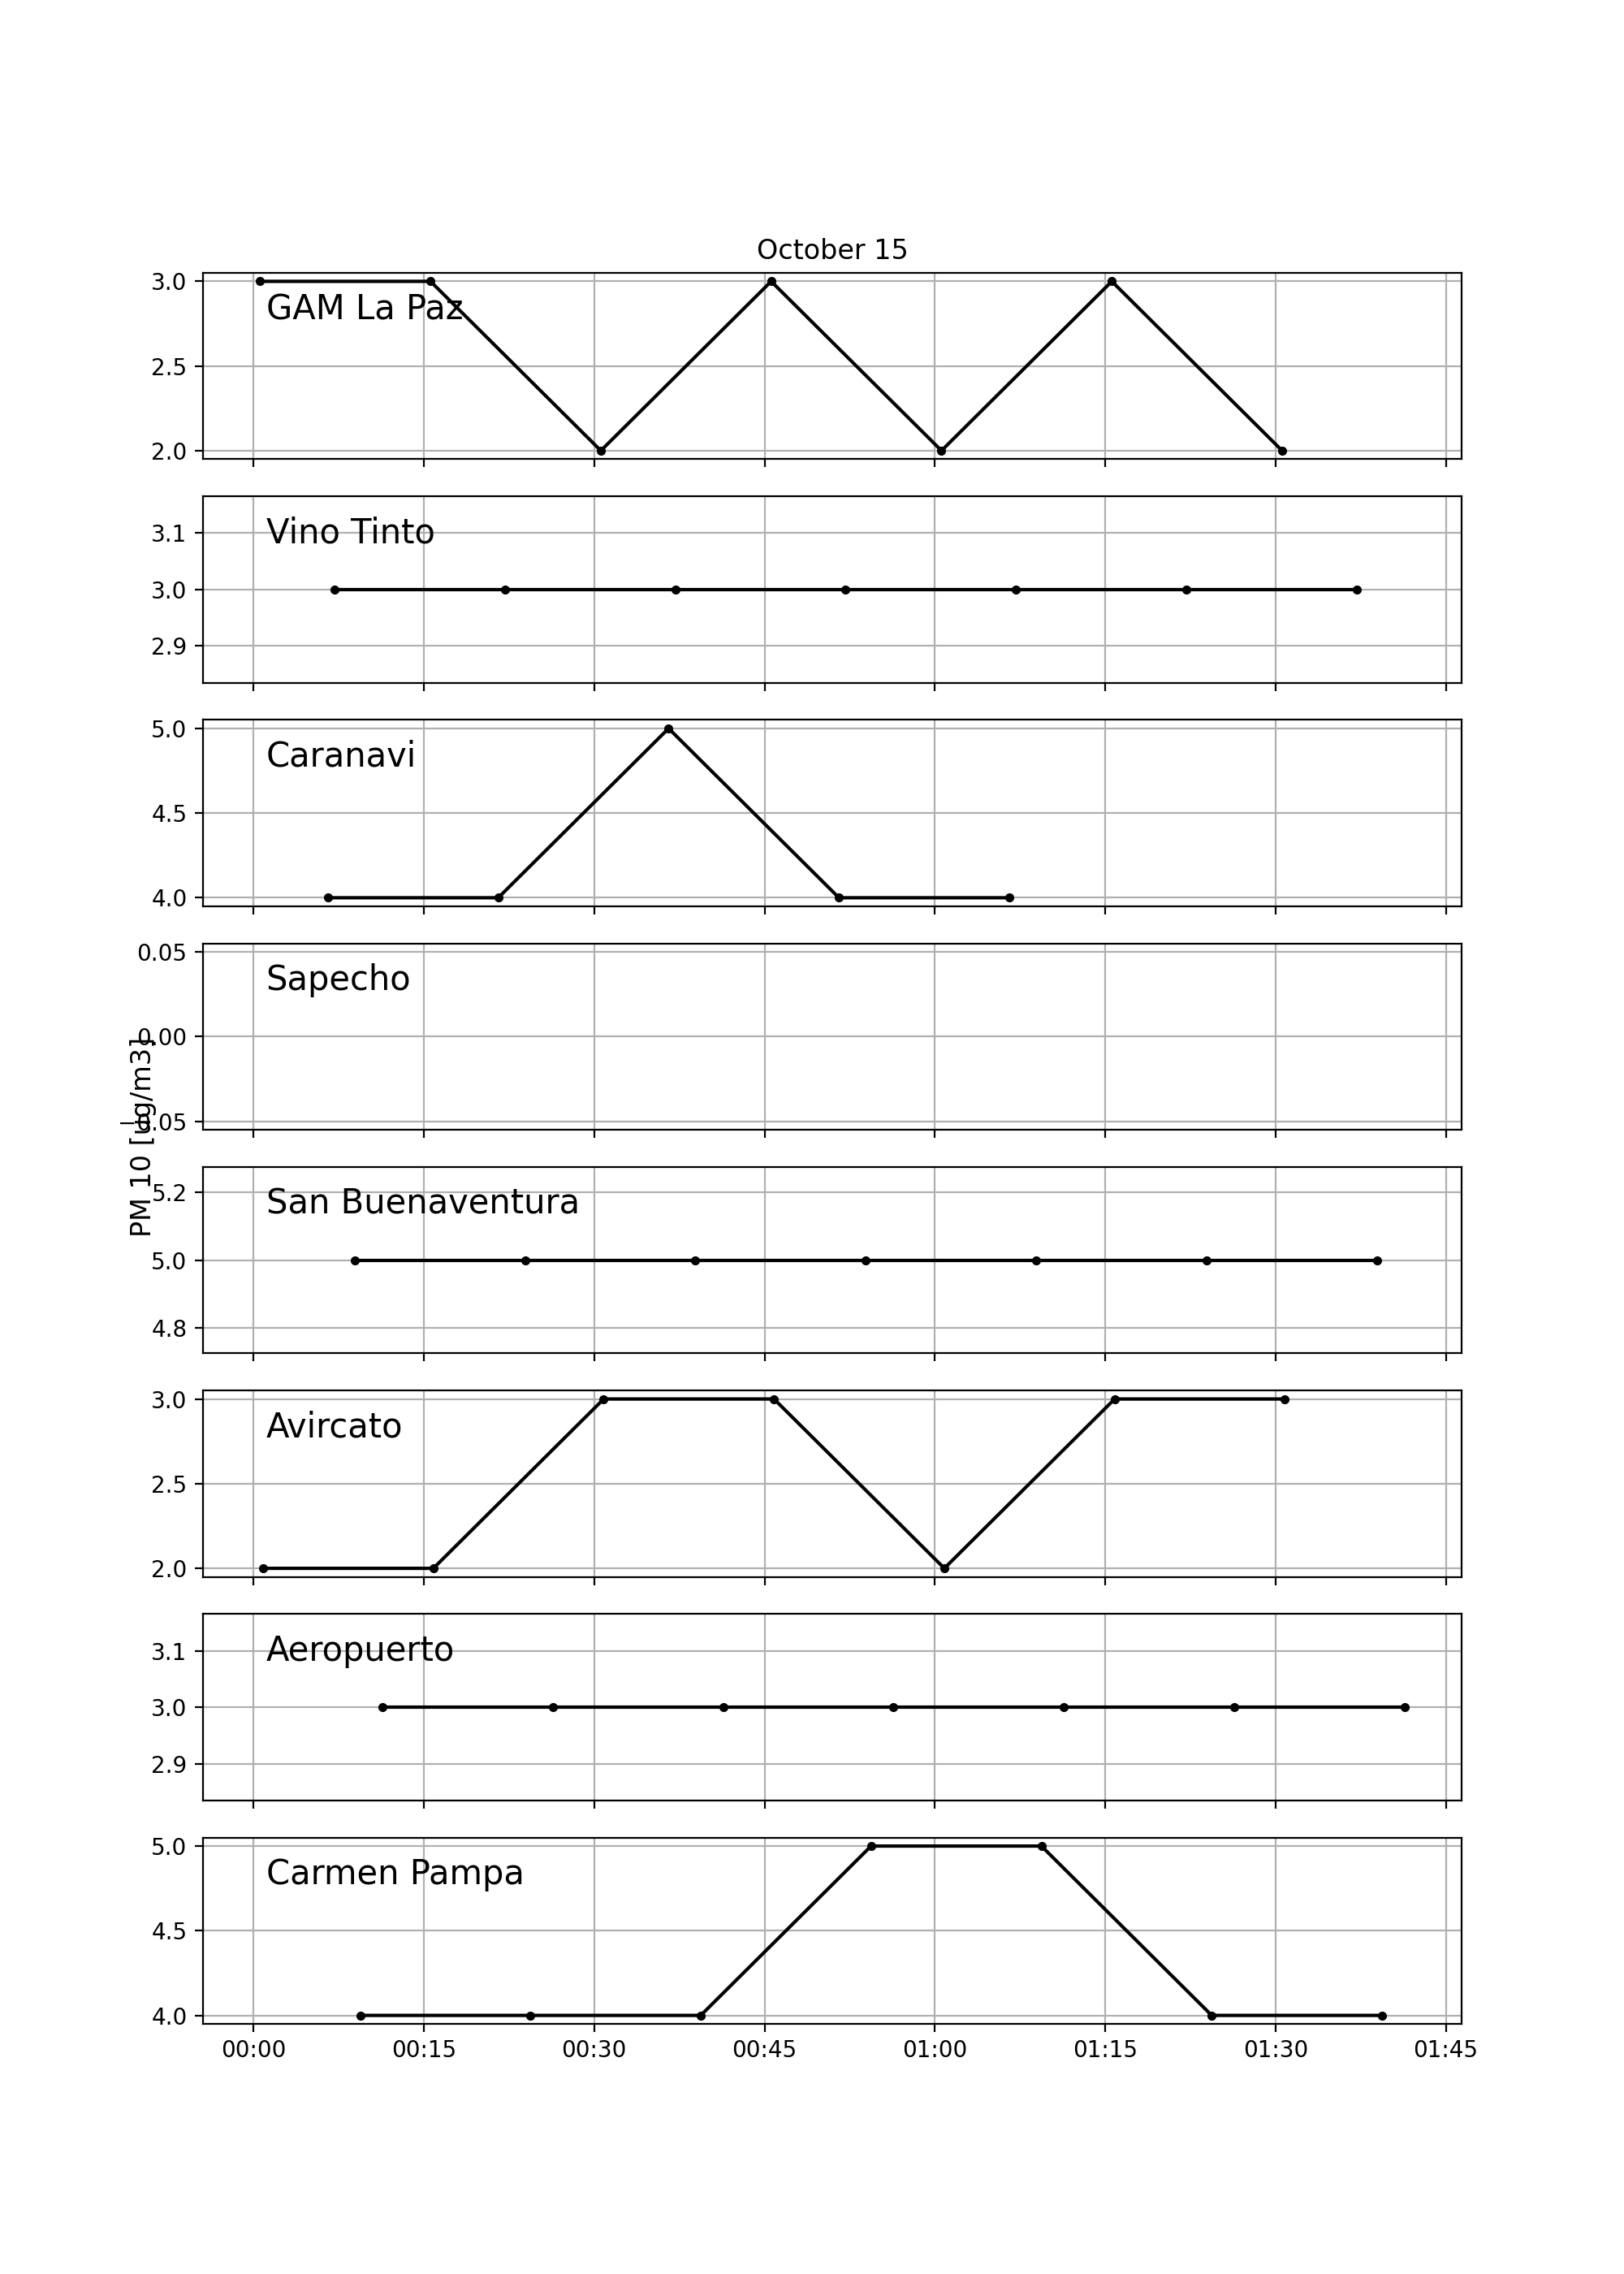 October 15
3.0
GAM La Paz
2.5
2.0
3.1
Vino Tinto
3.0
2.9
5.0
Caranavi
4.5
4.0
0.05
Sapecho
0.00
−0.05
PM 10 [ug/m3]
5.2
San Buenaventura
5.0
4.8
3.0
Avircato
2.5
2.0
3.1
Aeropuerto
3.0
2.9
5.0
Carmen Pampa
4.5
4.0
00:00 00:15 00:30 00:45 01:00 01:15 01:30 01:45